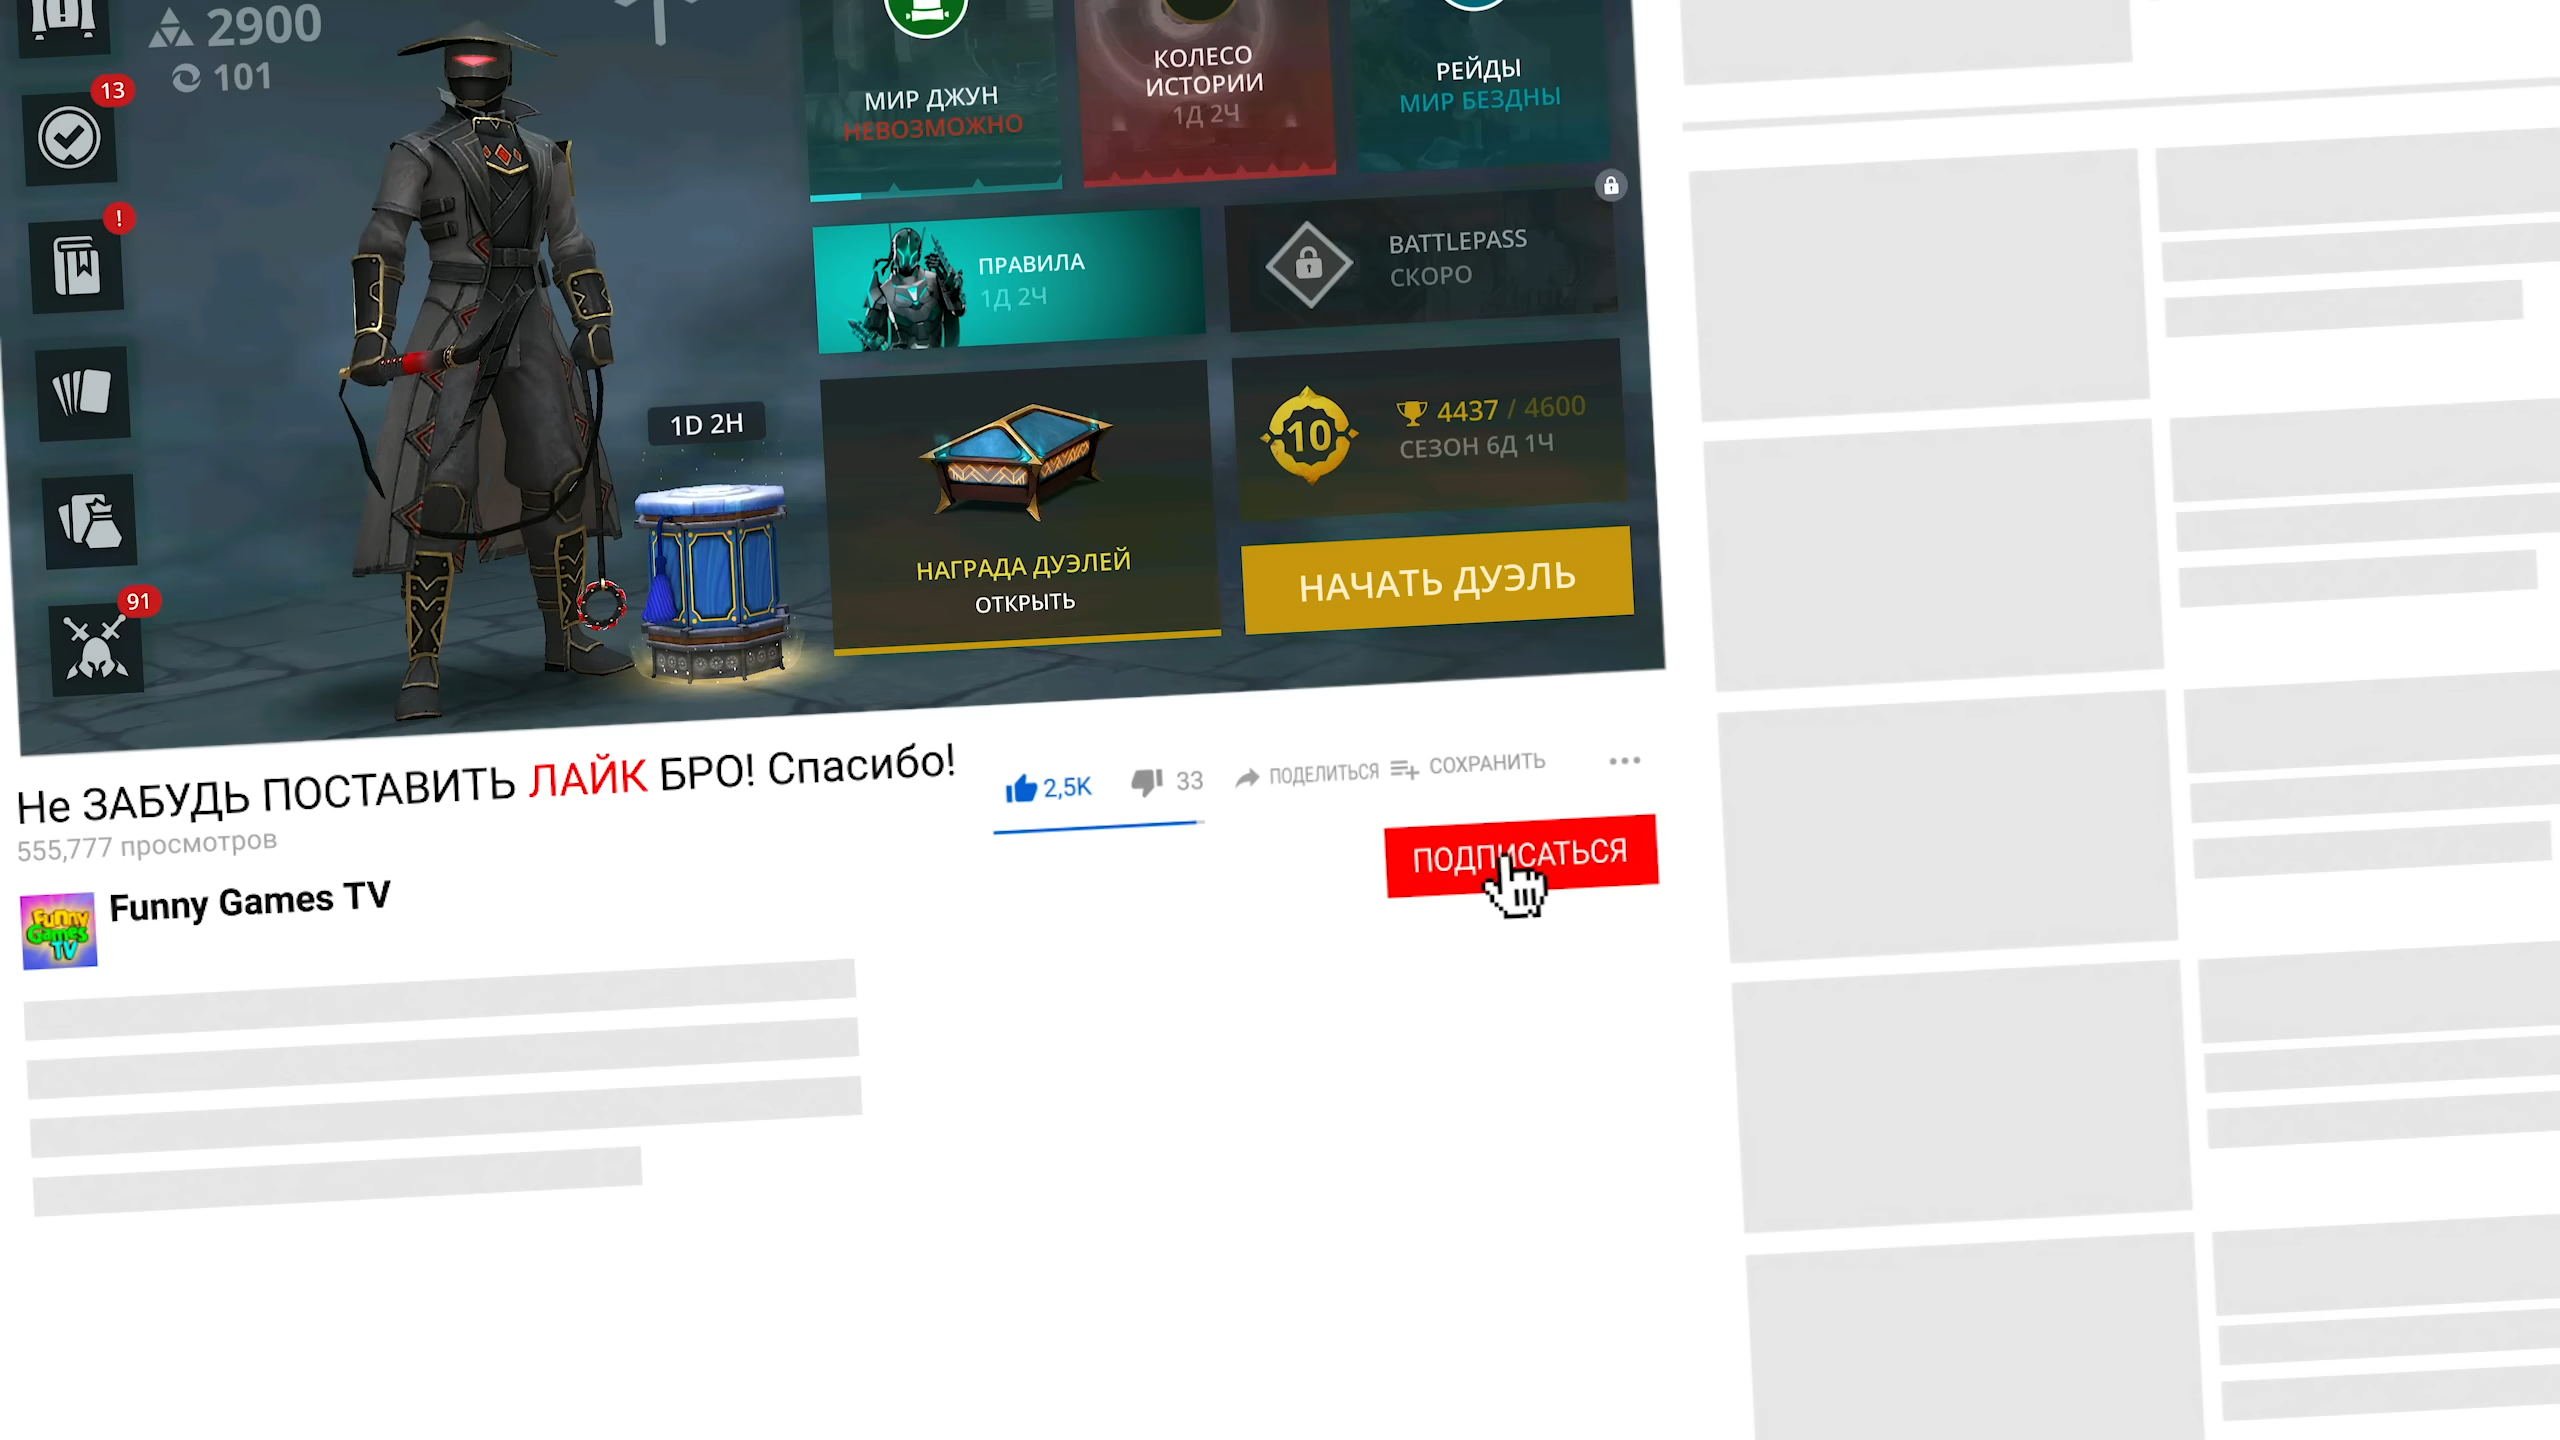 2900
101
13
!
91
МИР ДЖУН
НЕВОЗМОЖНО
КОЛЕСО
ИСТОРИИ
1Д 2Ч
РЕЙДЫ
МИР БЕЗДНЫ
ПРАВИЛА
1Д 2Ч
BATTLEPASS
СКОРО
1D 2H
НАГРАДА ДУЭЛЕЙ
ОТКРЫТЬ
10
4437 / 4600
СЕЗОН 6Д 1Ч
НАЧАТЬ ДУЭЛЬ
Не ЗАБУДЬ ПОСТАВИТЬ ЛАЙК БРО! Спасибо!
555,777 просмотров
2,5K
33
ПОДЕЛИТЬСЯ
СОХРАНИТЬ
ПОДПИСАТЬСЯ
Funny Games TV
Funny
Games
TV